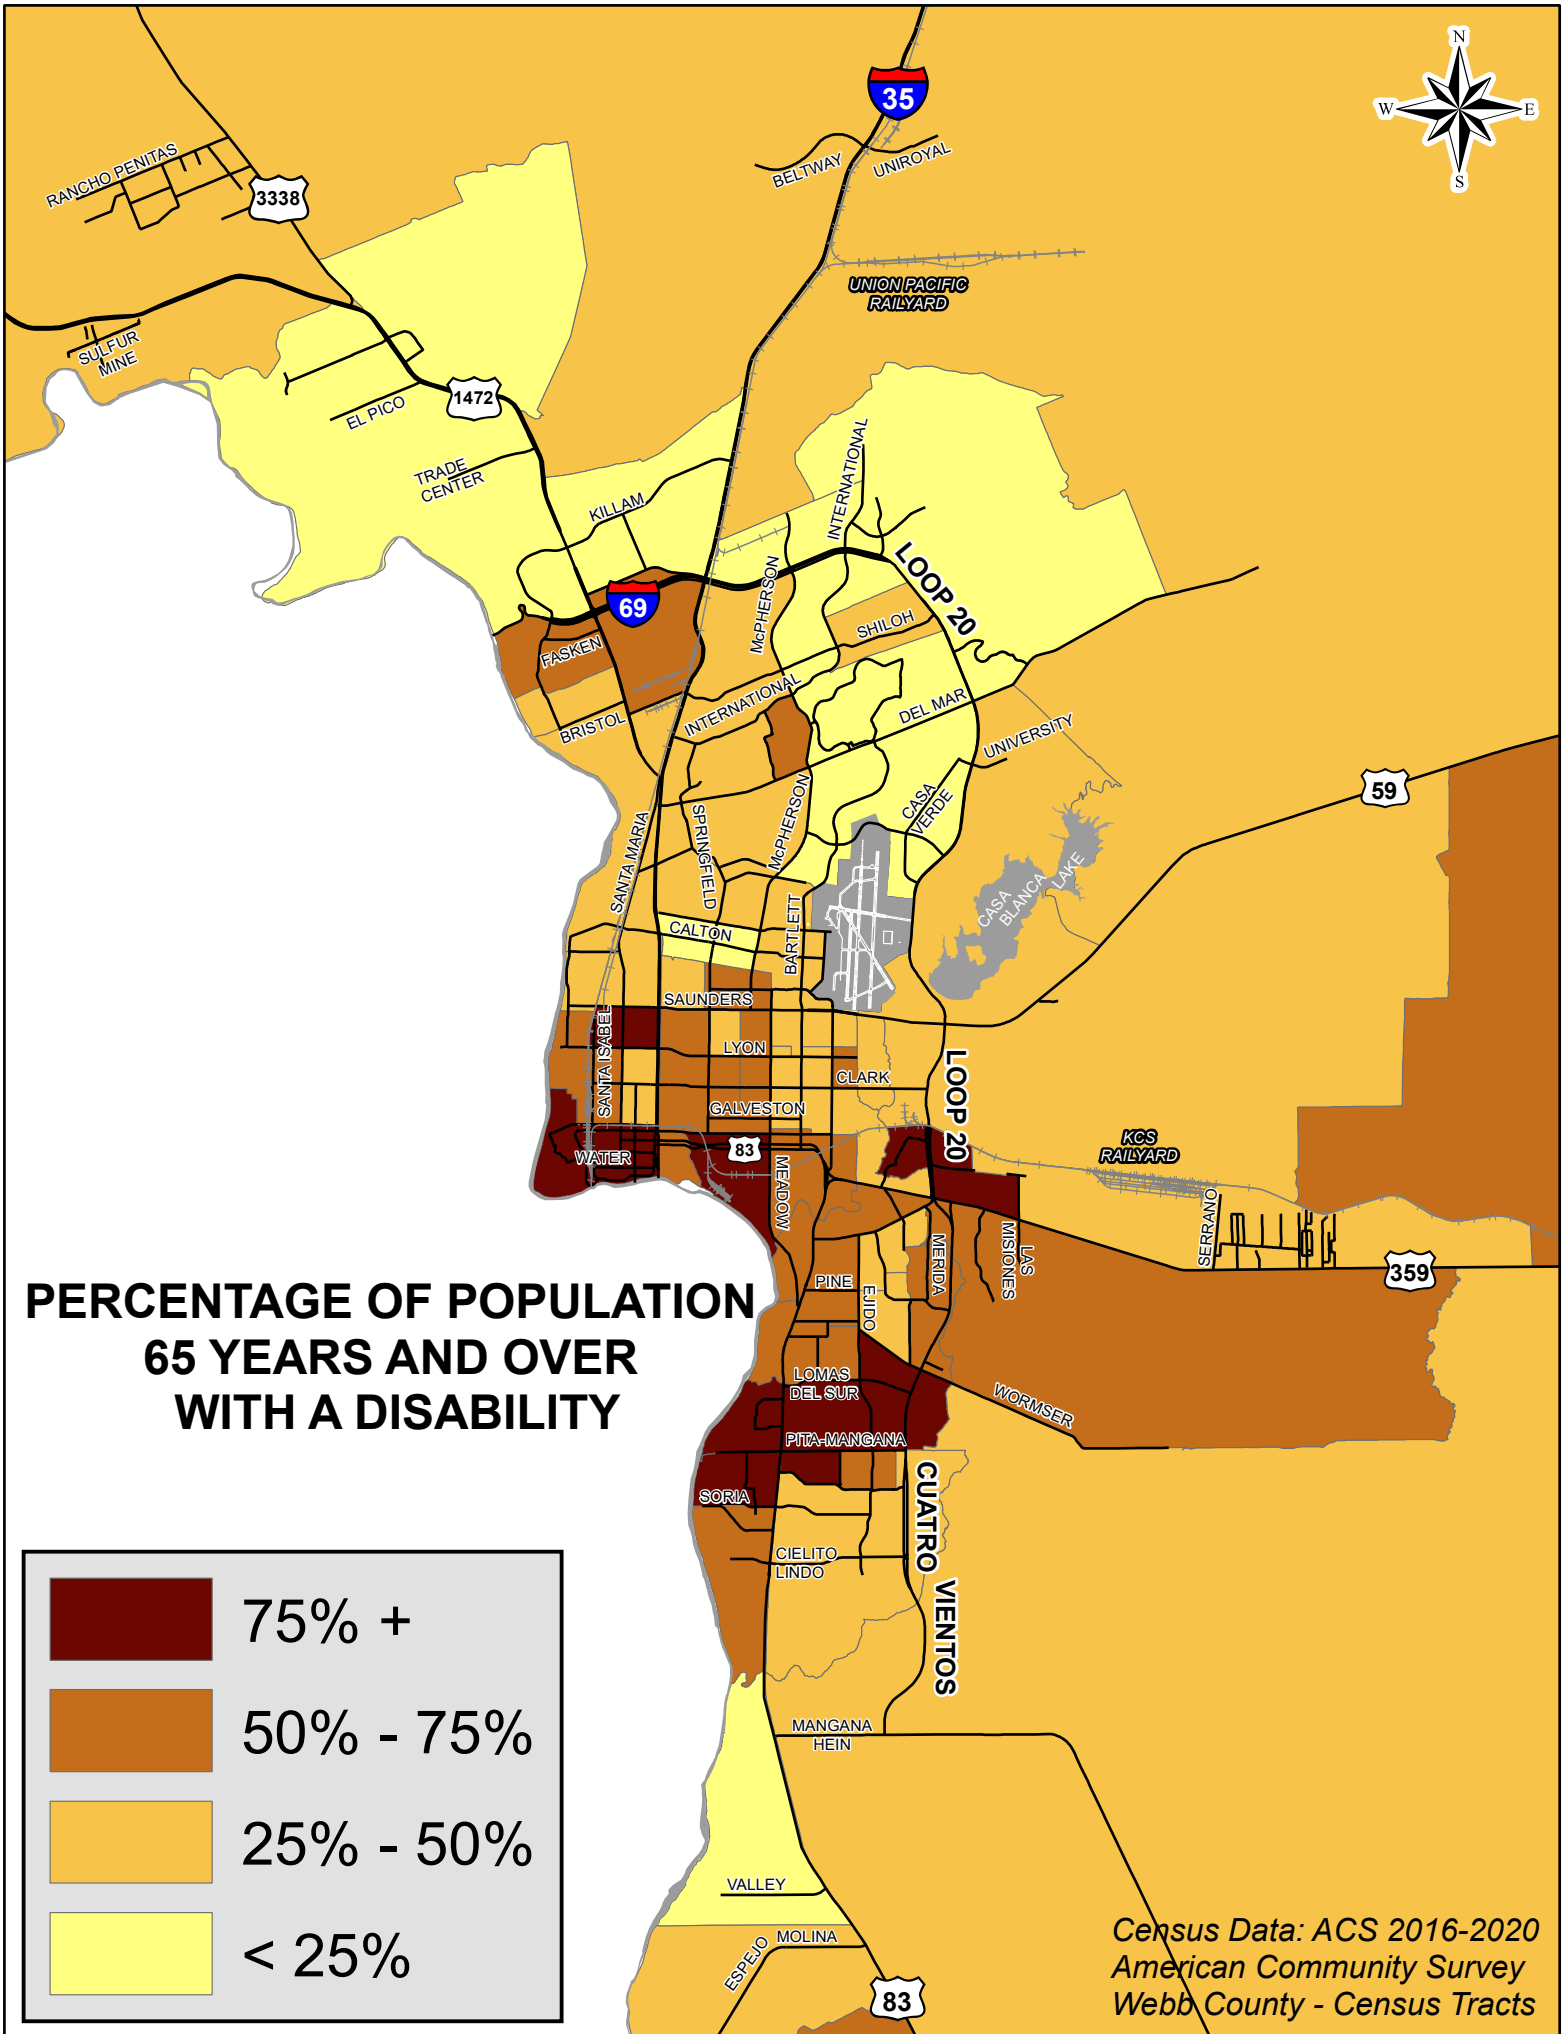 N
W
E
S
35
RANCHO PENITAS
3338
BELTWAY
UNIROYAL
UNION PACIFIC
RAILYARD
SULFUR
MINE
EL PICO
1472
TRADE
CENTER
KILLAM
INTERNATIONAL
LOOP 20
McPHERSON
69
SHILOH
FASKEN
BRISTOL
INTERNATIONAL
DEL MAR
UNIVERSITY
59
SANTA MARIA
SPRINGFIELD
McPHERSON
CASA
VERDE
CASA
BLANCA
LAKE
CALTON
BARTLETT
SAUNDERS
SANTA ISABEL
LYON
CLARK
LOOP 20
GALVESTON
83
WATER
KCS
RAILYARD
MEADOW
MERIDA
LAS
MISIONES
SERRANO
359
PINE
EJIDO
PERCENTAGE OF POPULATION
65 YEARS AND OVER
WITH A DISABILITY
LOMAS
DEL SUR
WORMSER
PITA-MANGANA
SORIA
CUATRO VIENTOS
CIELITO
LINDO
75% +
50% - 75%
25% - 50%
< 25%
MANGANA
HEIN
VALLEY
MOLINA
ESPEJO
83
Census Data: ACS 2016-2020
American Community Survey
Webb County - Census Tracts